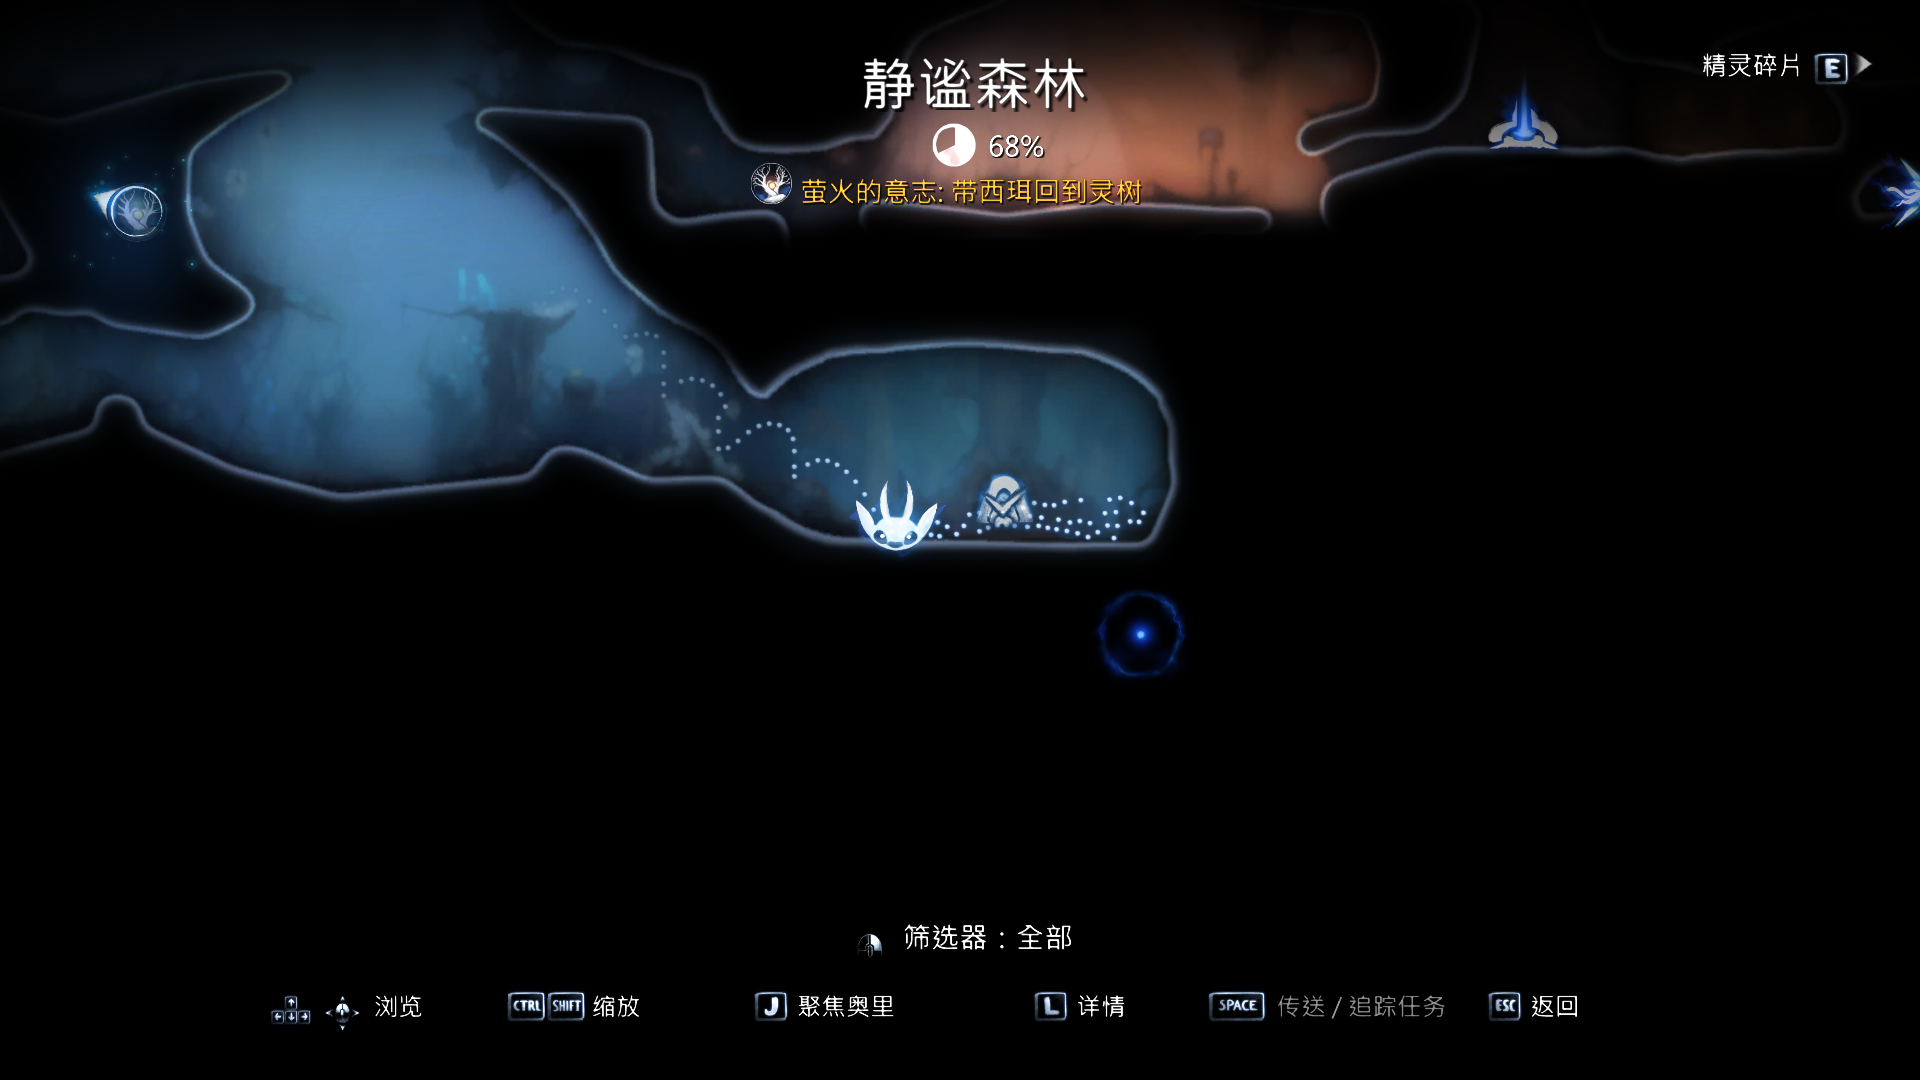 静谧森林
精灵碎片 E
68%
萤火的意志: 带西珥回到灵树
筛选器：全部
浏览
CTRL SHIFT 缩放
J 聚焦奥里
L 详情
SPACE 传送 / 追踪任务
ESC 返回